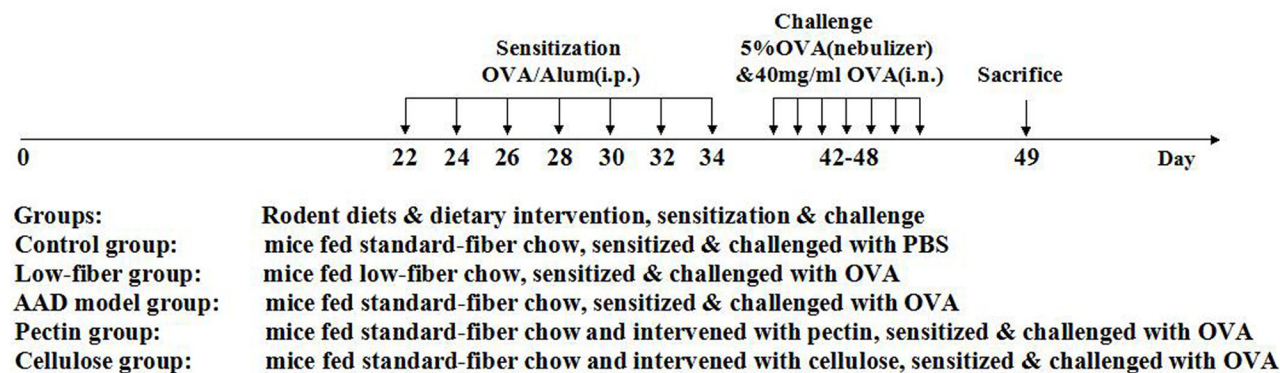 Challenge
Sensitization 5%OVA(nebulizer)
OVA/Alum(i.p.) &40mg/ml OVA(i.n.) Sacrifice
0 22 24 26 28 30 32 34 42-48 49 Day
Groups: Rodent diets & dietary intervention, sensitization & challenge
Control group: mice fed standard-fiber chow, sensitized & challenged with PBS
Low-fiber group: mice fed low-fiber chow, sensitized & challenged with OVA
AAD model group: mice fed standard-fiber chow, sensitized & challenged with OVA
Pectin group: mice fed standard-fiber chow and intervened with pectin, sensitized & challenged with OVA
Cellulose group: mice fed standard-fiber chow and intervened with cellulose, sensitized & challenged with OVA